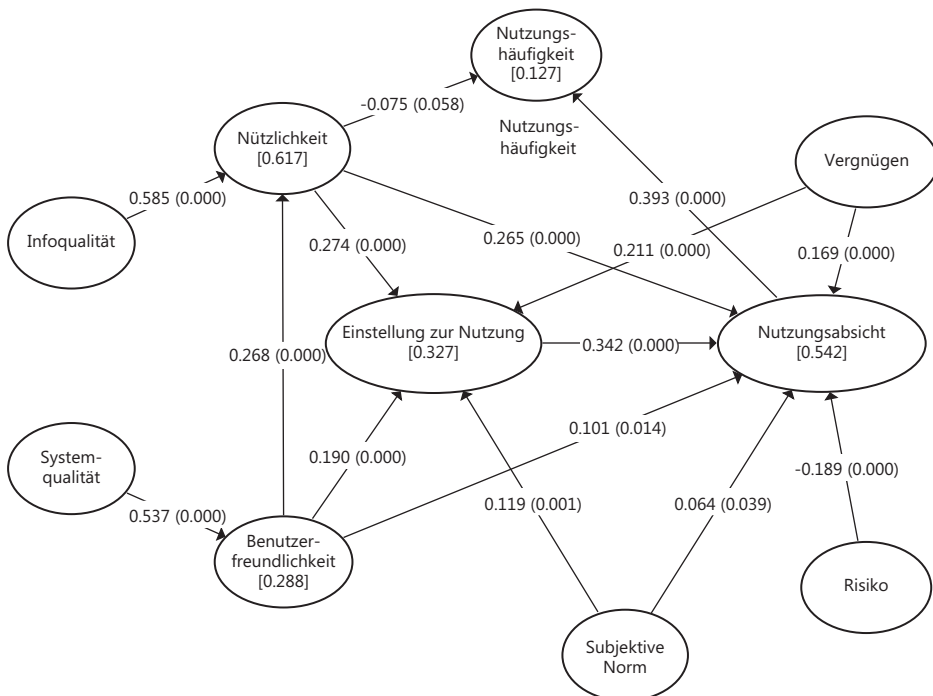 Nutzungs-
häufigkeit
[0.127]
-0.075 (0.058)
Nützlichkeit
[0.617]
Nutzungs-
häufigkeit
Vergnügen
0.585 (0.000)
0.393 (0.000)
Infoqualität
0.274 (0.000)
0.265 (0.000)
0.211 (0.000)
0.169 (0.000)
Einstellung zur Nutzung
[0.327]
0.342 (0.000)
Nutzungsabsicht
[0.542]
0.268 (0.000)
0.101 (0.014)
System-
qualität
0.190 (0.000)
-0.189 (0.000)
0.119 (0.001)
0.064 (0.039)
0.537 (0.000)
Benutzer-
freundlichkeit
[0.288]
Risiko
Subjektive
Norm